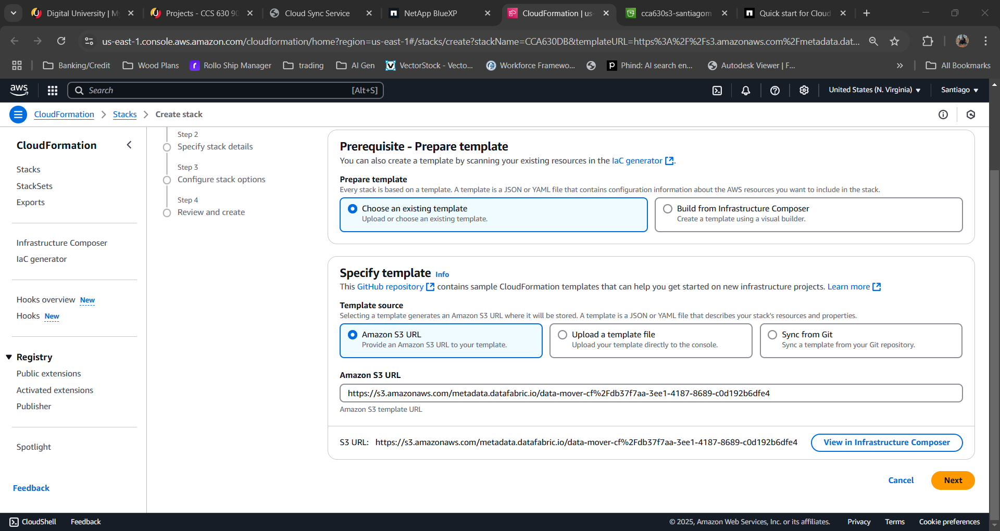 Digital University | My
Projects - CCS 630 90
Cloud Sync Service
NetApp BlueXP
CloudFormation | us-
cca630s3-santiagom
Quick start for Cloud
us-east-1.console.aws.amazon.com/cloudformation/home?region=us-east-1#/stacks/create?stackName=CCA630DB&templateURL=https%3A%2F%2Fs3.amazonaws.com%2Fmetadata.dat...
Banking/Credit
Wood Plans
Rollo Ship Manager
trading
AI Gen
VectorStock - Vecto...
Workforce Framewo...
Phind: AI search en...
Autodesk Viewer | F...
All Bookmarks
aws
Search
[Alt+S]
United States (N. Virginia)
Santiago
CloudFormation
Stacks
Create stack
CloudFormation
Stacks
StackSets
Exports
Infrastructure Composer
IaC generator
Hooks overview New
Hooks New
Registry
Public extensions
Activated extensions
Publisher
Spotlight
Feedback
Step 2
Specify stack details
Step 3
Configure stack options
Step 4
Review and create
Prerequisite - Prepare template
You can also create a template by scanning your existing resources in the IaC generator.
Prepare template
Every stack is based on a template. A template is a JSON or YAML file that contains configuration information about the AWS resources you want to include in the stack.
Choose an existing template
Upload or choose an existing template.
Build from Infrastructure Composer
Create a template using a visual builder.
Specify template Info
This GitHub repository contains sample CloudFormation templates that can help you get started on new infrastructure projects. Learn more
Template source
Selecting a template generates an Amazon S3 URL where it will be stored. A template is a JSON or YAML file that describes your stack's resources and properties.
Amazon S3 URL
Provide an Amazon S3 URL to your template.
Upload a template file
Upload your template directly to the console.
Sync from Git
Sync a template from your Git repository.
Amazon S3 URL
https://s3.amazonaws.com/metadata.datafabric.io/data-mover-cf%2Fdb37f7aa-3ee1-4187-8689-c0d192b6dfe4
Amazon S3 template URL
S3 URL: https://s3.amazonaws.com/metadata.datafabric.io/data-mover-cf%2Fdb37f7aa-3ee1-4187-8689-c0d192b6dfe4
View in Infrastructure Composer
Cancel
Next
CloudShell
Feedback
© 2025, Amazon Web Services, Inc. or its affiliates.
Privacy
Terms
Cookie preferences